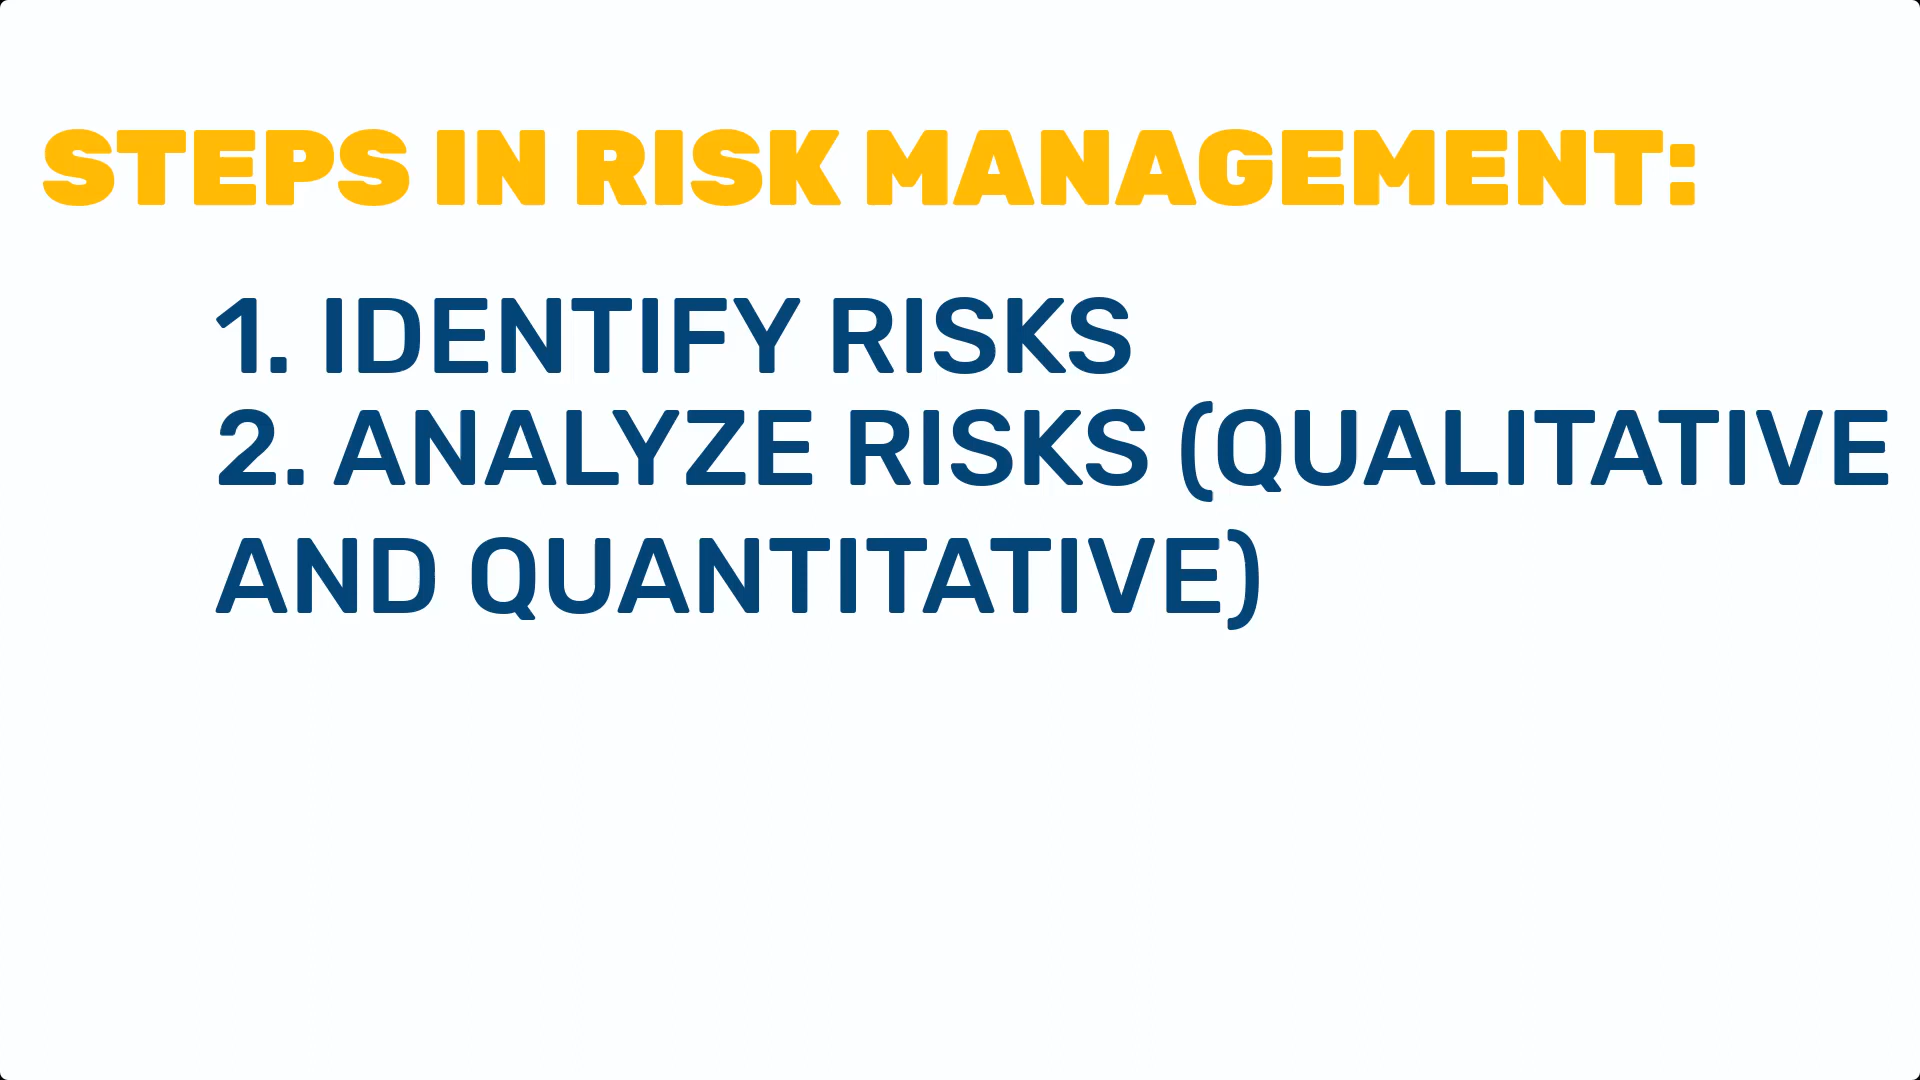 STEPS IN RISK MANAGEMENT:
1. IDENTIFY RISKS
2. ANALYZE RISKS (QUALITATIVE
AND QUANTITATIVE)